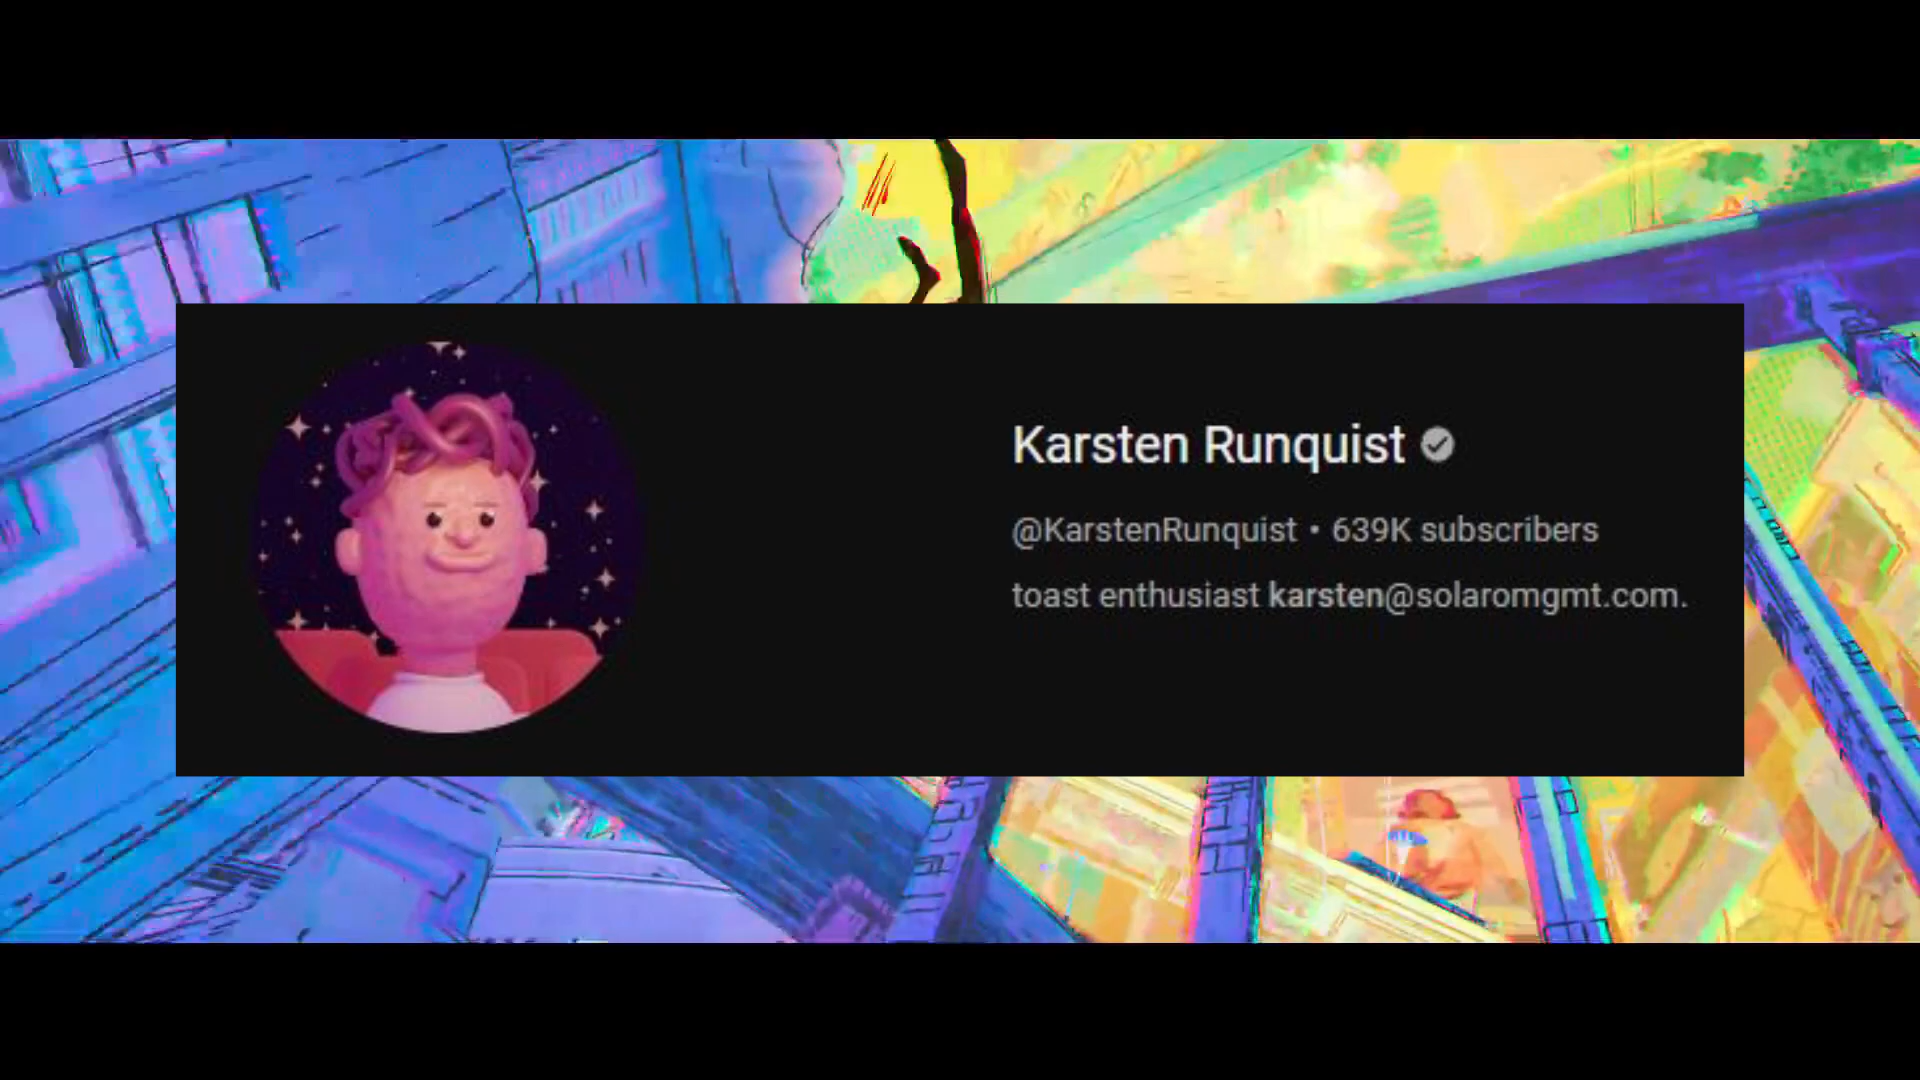 Karsten Runquist
@KarstenRunquist • 639K subscribers
toast enthusiast karsten@solaromgmt.com.